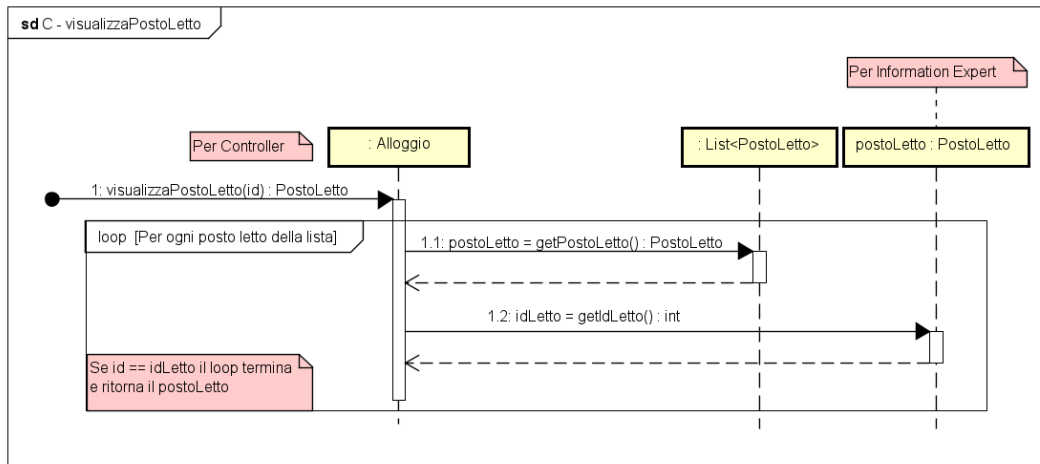 sd C - visualizzaPostoLetto
Per Information Expert
Per Controller
: Alloggio
: List<PostoLetto>
postoLetto : PostoLetto
1: visualizzaPostoLetto(id) : PostoLetto
loop [Per ogni posto letto della lista]
1.1: postoLetto = getPostoLetto() : PostoLetto
1.2: idLetto = getIdLetto() : int
Se id == idLetto il loop termina
e ritorna il postoLetto